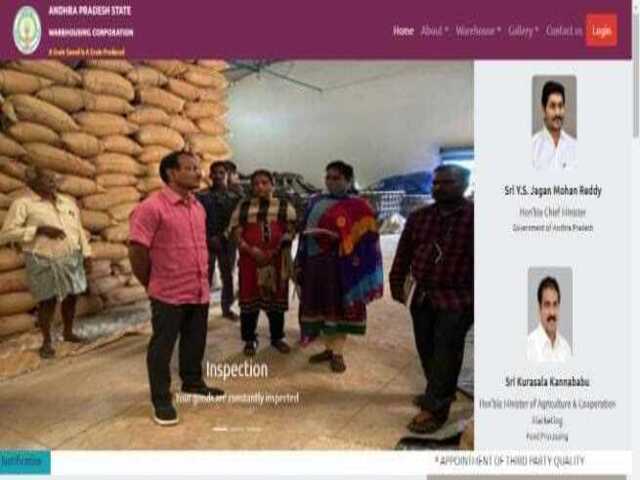 ANDHRA PRADESH STATE
WAREHOUSING CORPORATION
A Grain Saved is A Grain Produced
Home About Warehouse Gallery Contact us Login
Sri Y.S. Jagan Mohan Reddy
Hon'ble Chief Minister
Government of Andhra Pradesh
Inspection
Your goods are constantly inspected
Sri Kurasala Kannababu
Hon'ble Minister of Agriculture & Cooperation
Marketing
Food Processing
* APPOINTMENT OF THIRD PARTY QUALITY